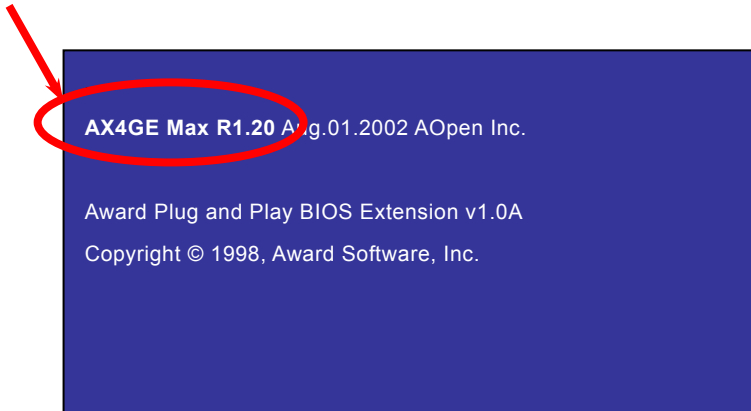 AX4GE Max R1.20 Aug.01.2002 AOpen Inc.
Award Plug and Play BIOS Extension v1.0A
Copyright © 1998, Award Software, Inc.